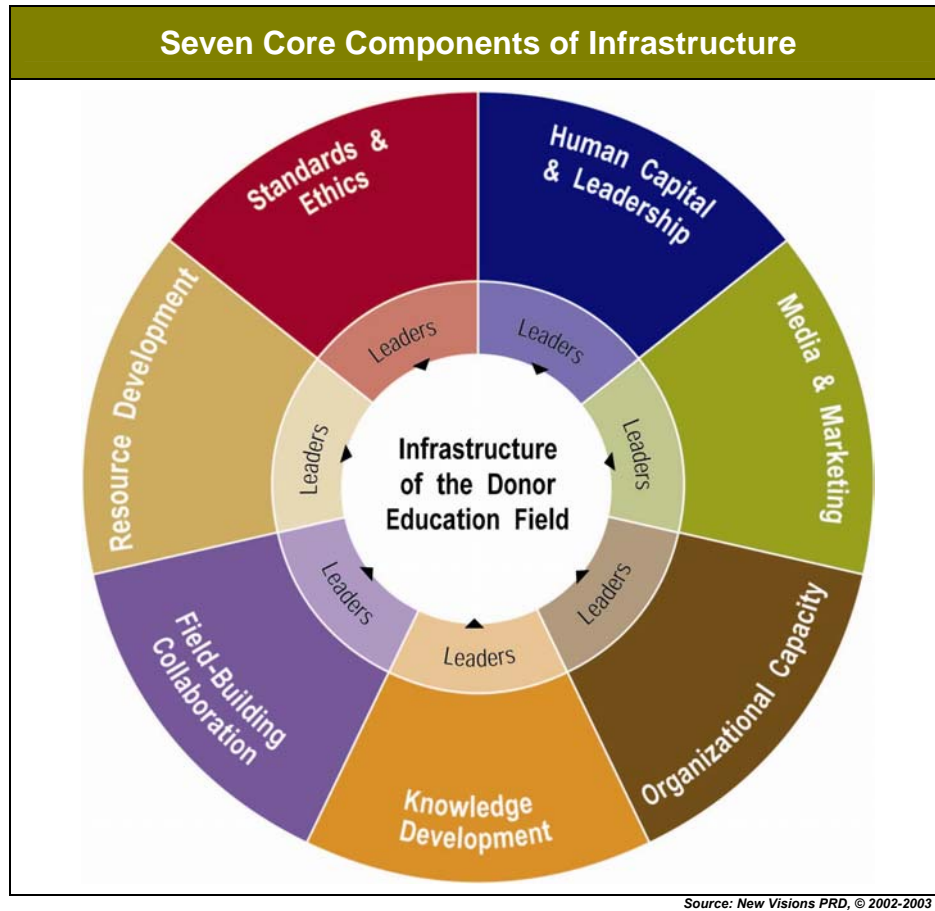 Seven Core Components of Infrastructure
Standards &
Ethics
Human Capital
& Leadership
Media & Marketing
Organizational Capacity
Knowledge
Development
Field-Building
Collaboration
Resource Development
Leaders
Leaders
Leaders
Leaders
Leaders
Leaders
Leaders
Infrastructure
of the Donor
Education Field
Source: New Visions PRD, © 2002-2003